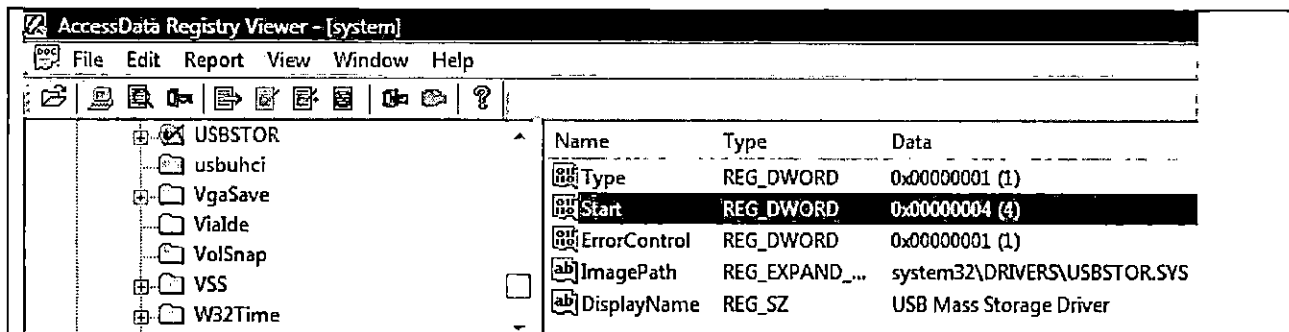 AccessData Registry Viewer - [system]
File Edit Report View Window Help
USBSTOR
usbuhci
VgaSave
ViaIde
VolSnap
VSS
W32Time
Name Type Data
Type REG_DWORD 0x00000001 (1)
Start REG_DWORD 0x00000004 (4)
ErrorControl REG_DWORD 0x00000001 (1)
ImagePath REG_EXPAND_... system32\DRIVERS\USBSTOR.SYS
DisplayName REG_SZ USB Mass Storage Driver